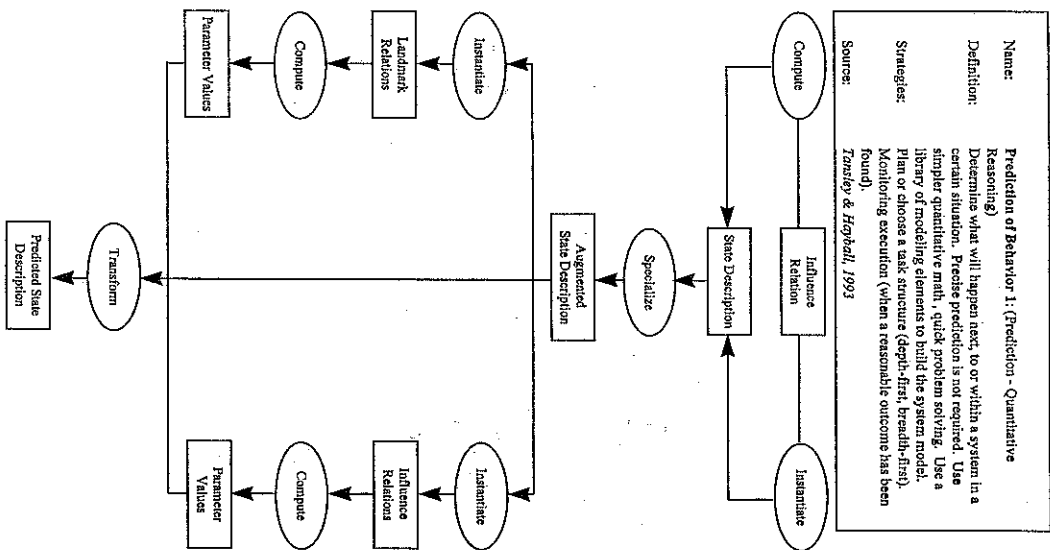 Name: Prediction of Behavior 1: (Prediction - Quantitative
Reasoning)
Definition: Determine what will happen next, to or within a system in a
certain situation. Precise prediction is not required. Use
simpler quantitative math , quick problem solving. Use a
library of modeling elements to build the system model.
Strategies: Plan or choose a task structure (depth-first, breadth-first).
Monitoring execution (when a reasonable outcome has been
found).
Source: Tansley & Hayball, 1993
Compute
Influence
Relation
Instantiate
State Description
Specialize
Augmented
State Description
Instantiate
Instantiate
Landmark
Relations
Influence
Relations
Compute
Compute
Parameter Values
Parameter
Values
Transform
Predicted State
Description